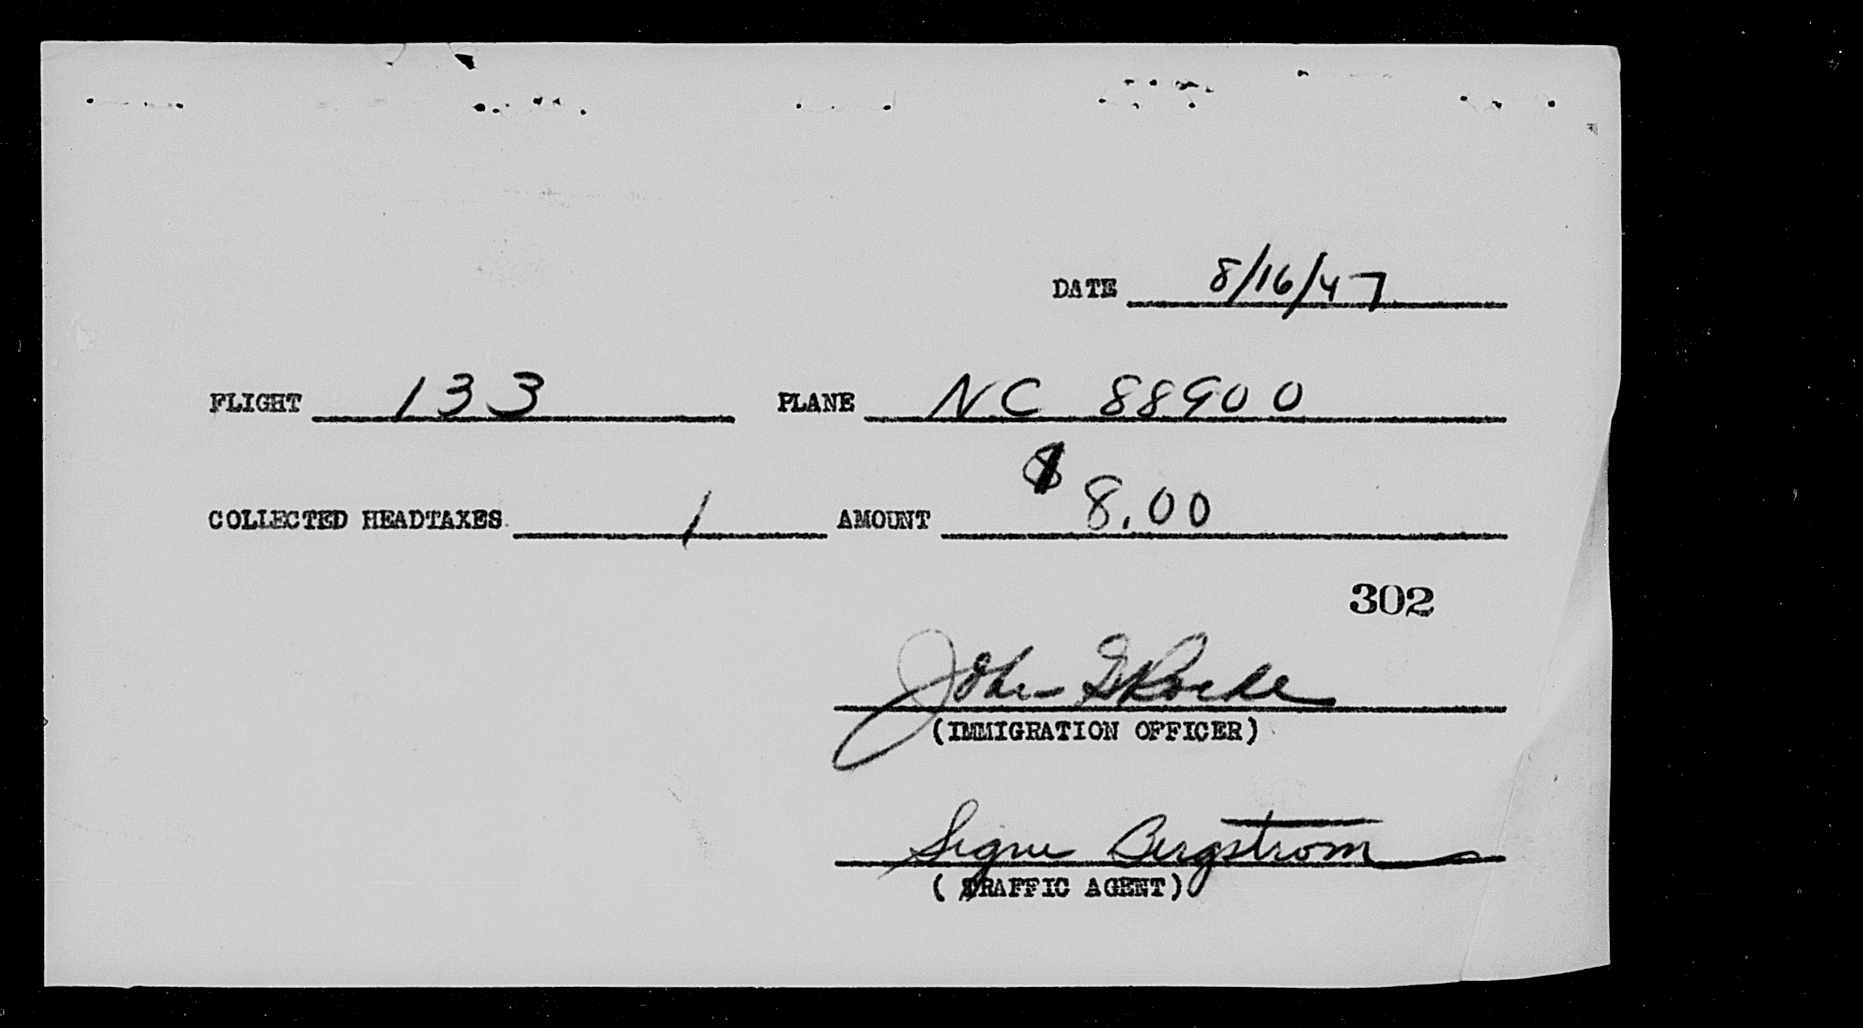 DATE 8/16/47
FLIGHT 133 PLANE NC 88900
COLLECTED HEADTAXES 1 AMOUNT $ 8.00
302
John
(IMMIGRATION OFFICER)
Signe Bergstrom
(TRAFFIC AGENT)